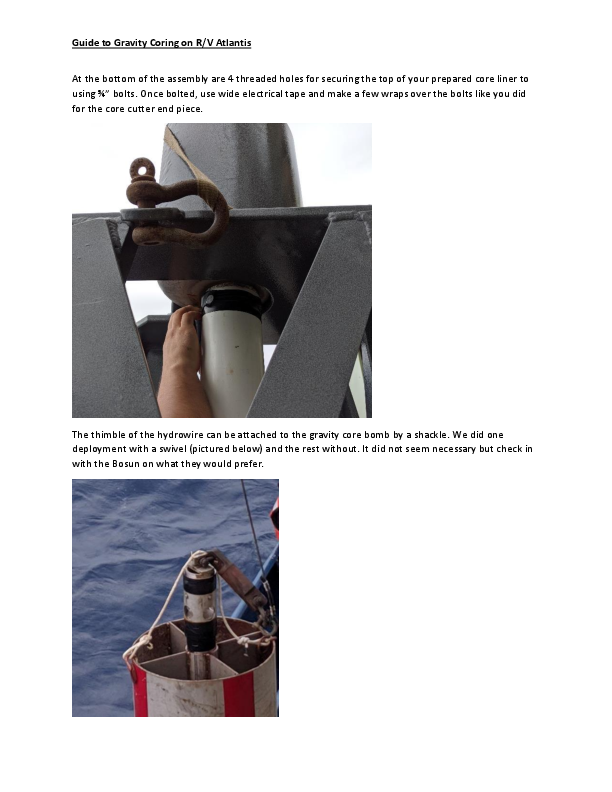 Guide to Gravity Coring on R/V Atlantis
At the bottom of the assembly are 4 threaded holes for securing the top of your prepared core liner to
using ¾” bolts. Once bolted, use wide electrical tape and make a few wraps over the bolts like you did
for the core cutter end piece.
The thimble of the hydrowire can be attached to the gravity core bomb by a shackle. We did one
deployment with a swivel (pictured below) and the rest without. It did not seem necessary but check in
with the Bosun on what they would prefer.